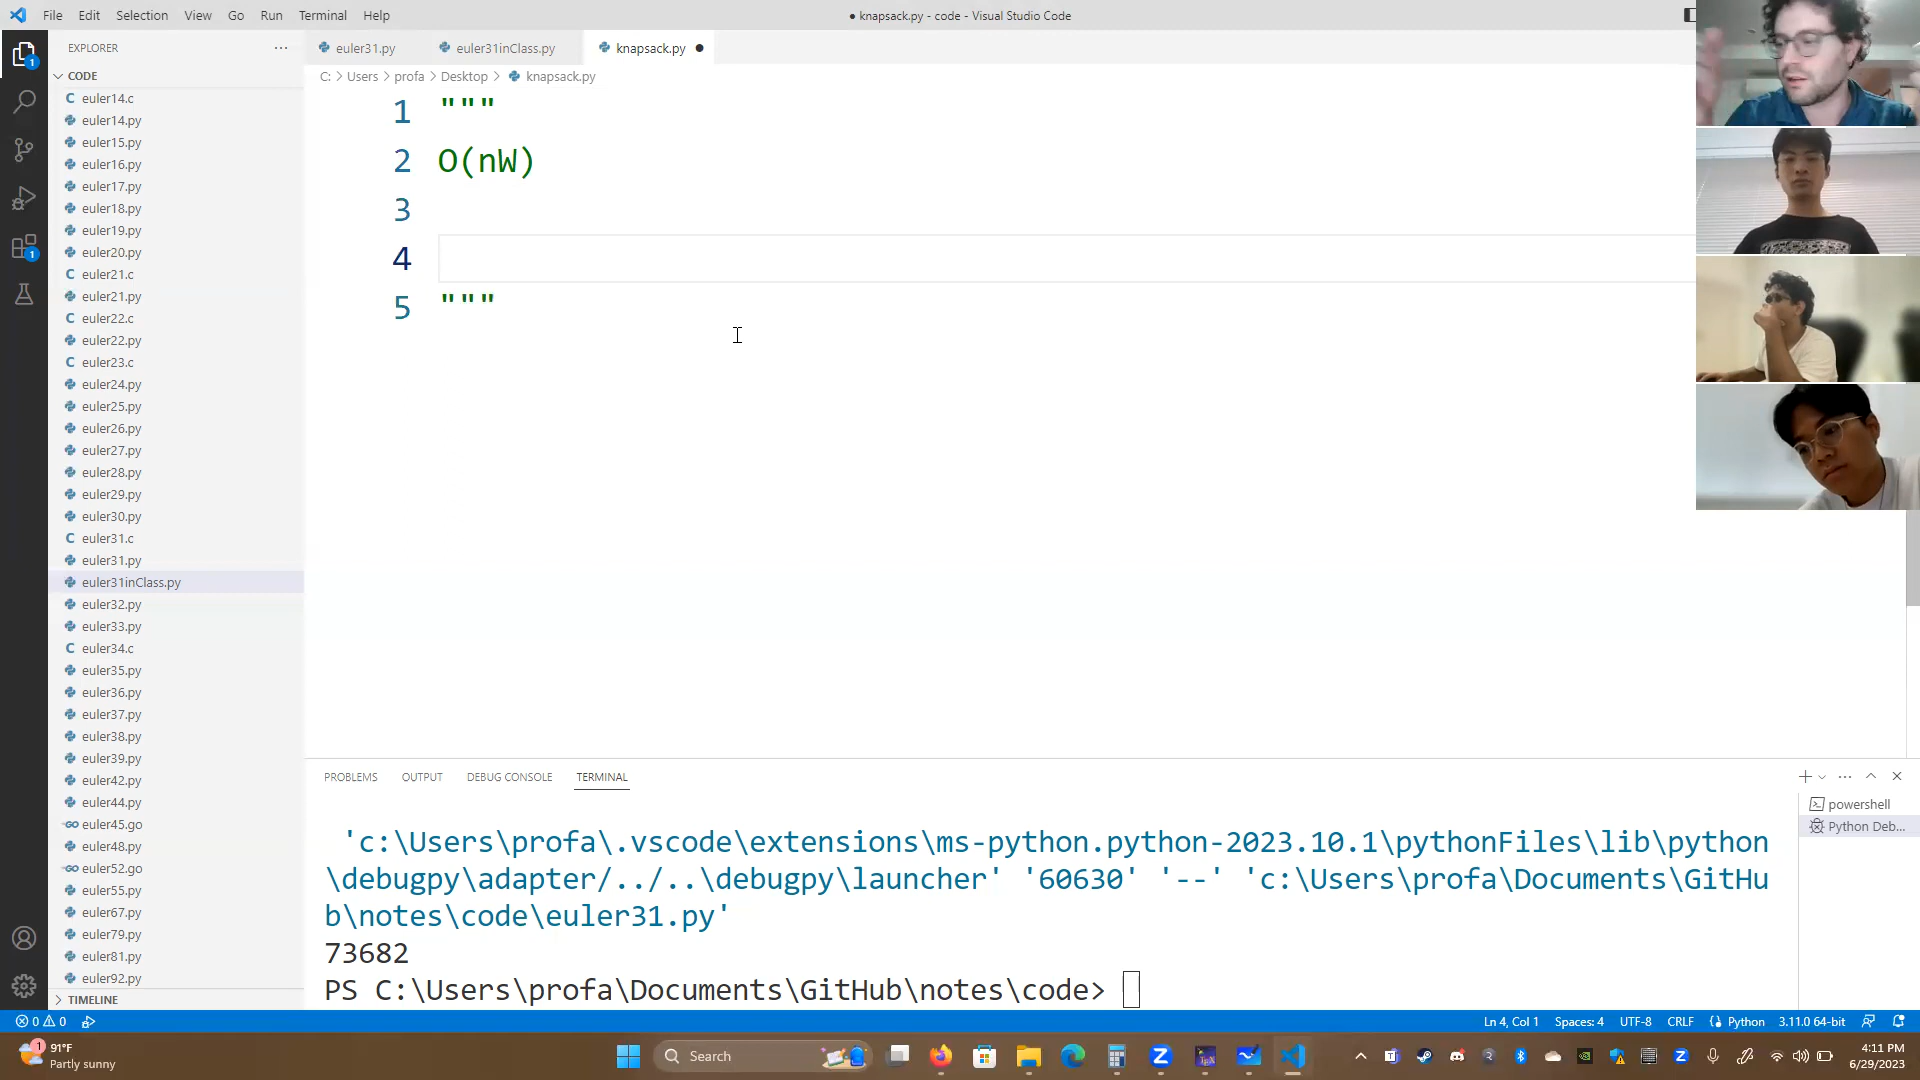 File Edit Selection View Go Run Terminal Help
● knapsack.py - code - Visual Studio Code
EXPLORER
euler31.py
euler31inClass.py
knapsack.py ●
CODE
C: > Users > profa > Desktop > knapsack.py
euler14.c
euler14.py
euler15.py
euler16.py
euler17.py
euler18.py
euler19.py
euler20.py
euler21.c
euler21.py
euler22.c
euler22.py
euler23.c
euler24.py
euler25.py
euler26.py
euler27.py
euler28.py
euler29.py
euler30.py
euler31.c
euler31.py
euler31inClass.py
euler32.py
euler33.py
euler34.c
euler35.py
euler36.py
euler37.py
euler38.py
euler39.py
euler42.py
euler44.py
euler45.go
euler48.py
euler52.go
euler55.py
euler67.py
euler79.py
euler81.py
euler92.py
TIMELINE
1 """
2 O(nW)
3
4
5 """
PROBLEMS OUTPUT DEBUG CONSOLE TERMINAL
powershell
Python Deb...
'c:\Users\profa\.vscode\extensions\ms-python.python-2023.10.1\pythonFiles\lib\python
\debugpy\adapter/../..\debugpy\launcher' '60630' '--' 'c:\Users\profa\Documents\GitHu
b\notes\code\euler31.py'
73682
PS C:\Users\profa\Documents\GitHub\notes\code>
0 0
Ln 4, Col 1 Spaces: 4 UTF-8 CRLF Python 3.11.0 64-bit
91°F
Partly sunny
Search
4:11 PM
6/29/2023